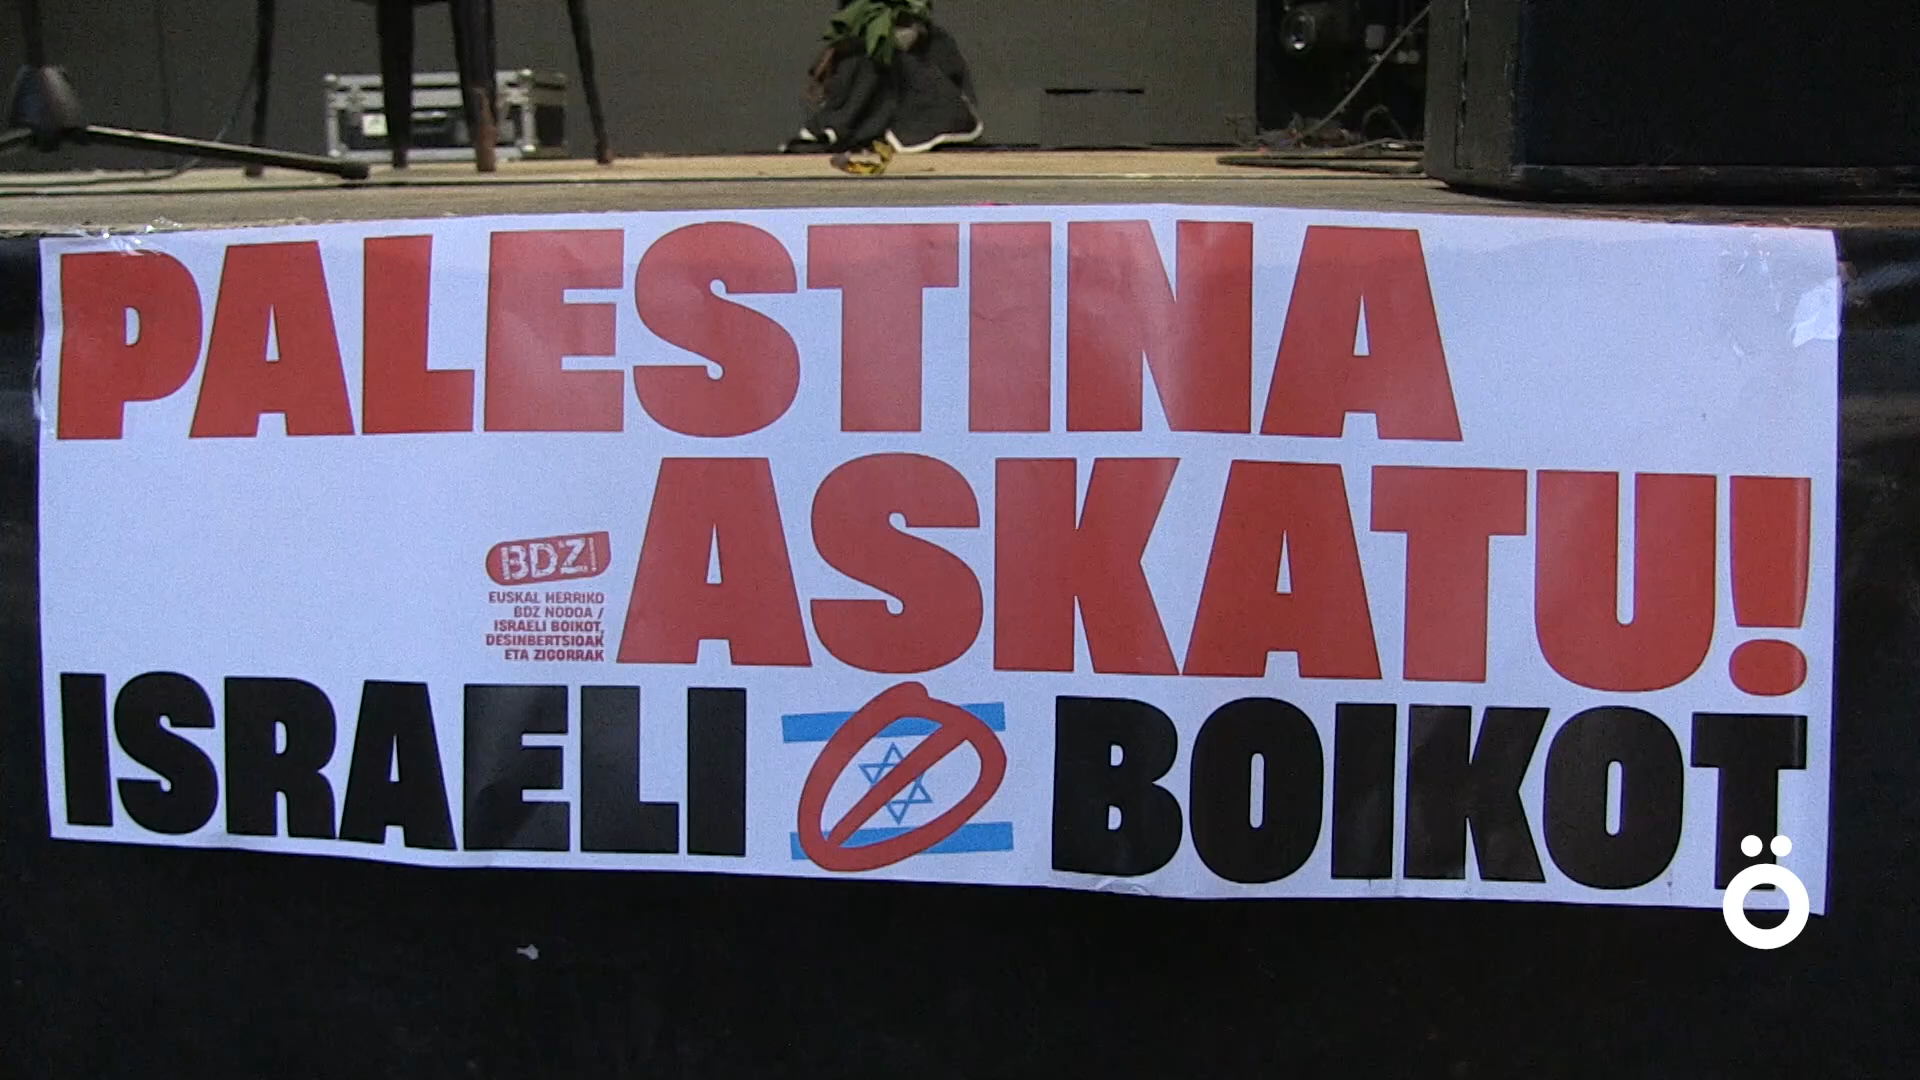 PALESTINA
ASKATU!
BDZ!
EUSKAL HERRIKO
BDZ NODOA /
ISRAELI BOIKOT,
DESINBERTSIOAK
ETA ZIGORRAK
ISRAELI BOIKOT
Ö